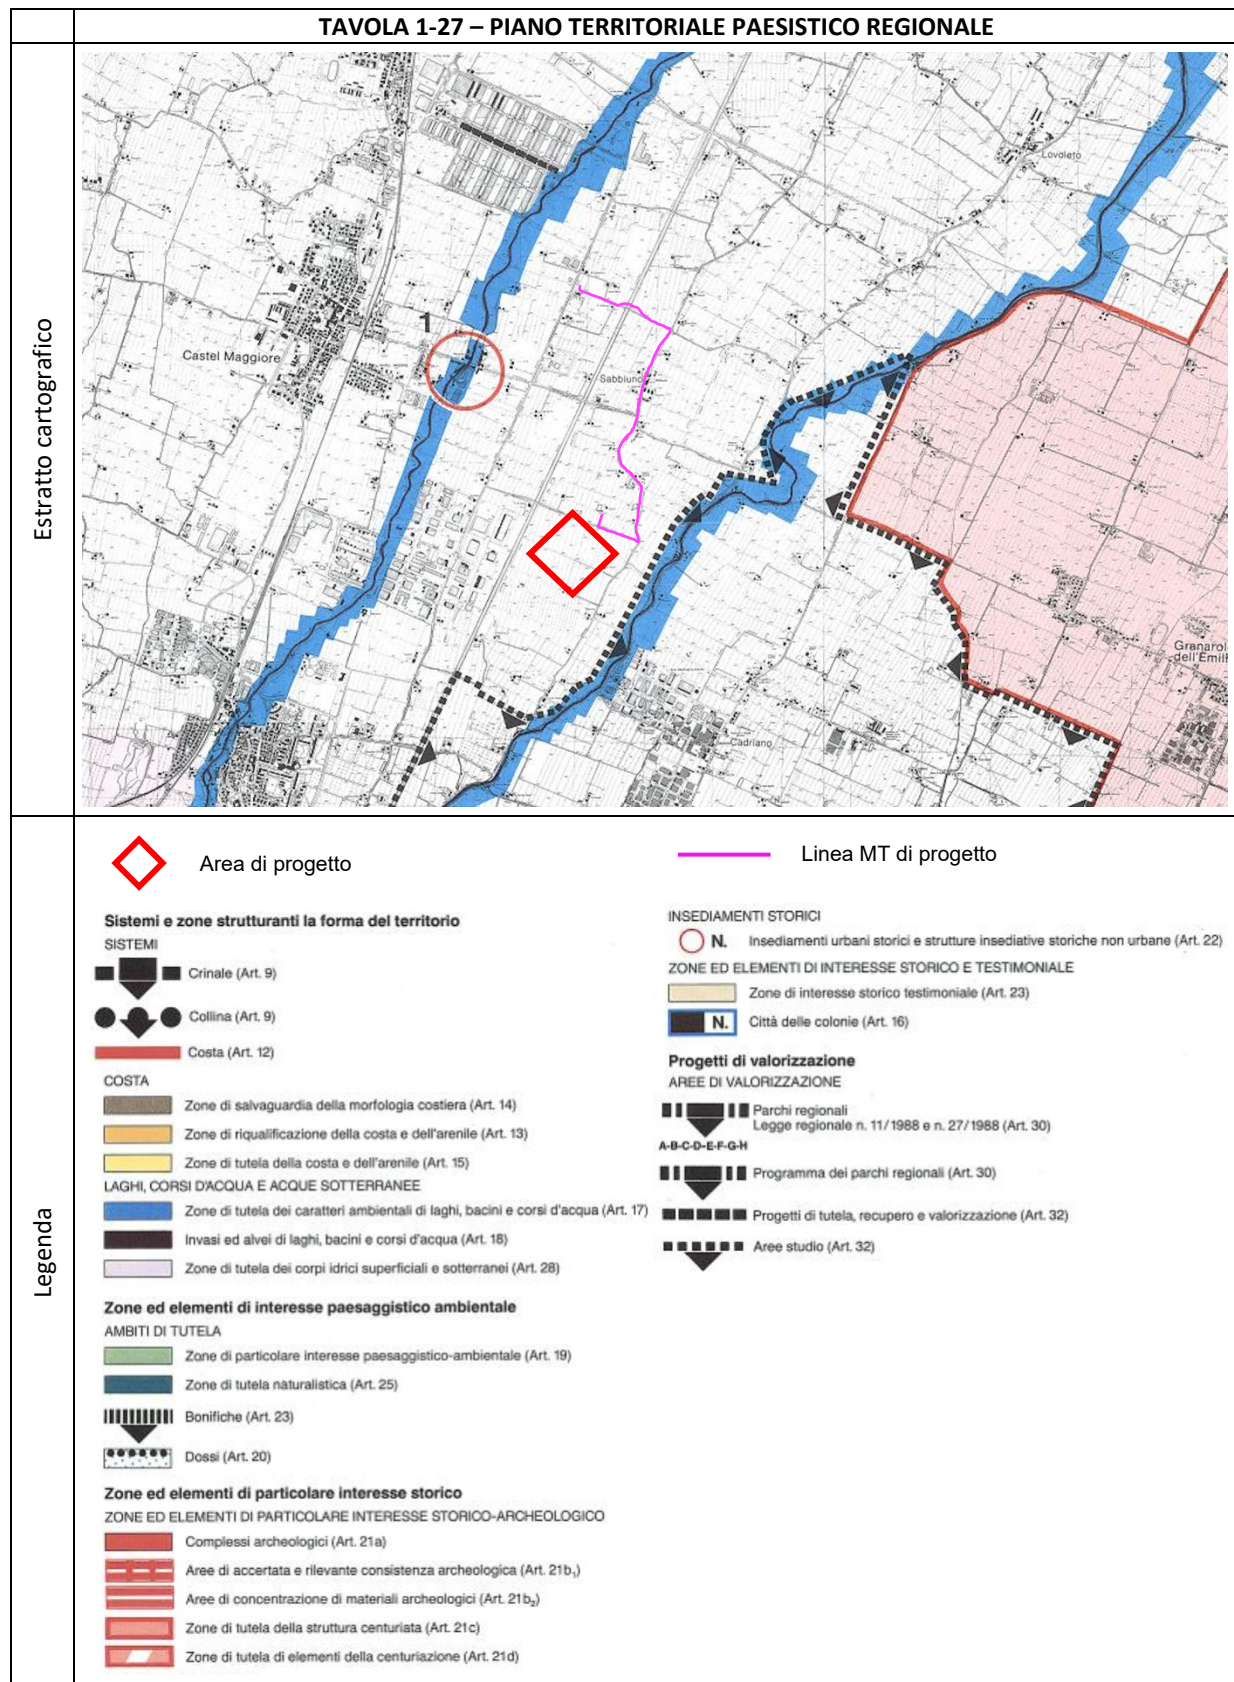 TAVOLA 1-27 – PIANO TERRITORIALE PAESISTICO REGIONALE
Estratto cartografico
Lovoleto
1
Castel Maggiore
Sabbiuno
Granarol
dell'Emili
Cadriano
Legenda
Area di progetto
Linea MT di progetto
Sistemi e zone strutturanti la forma del territorio
SISTEMI
Crinale (Art. 9)
Collina (Art. 9)
Costa (Art. 12)
COSTA
Zone di salvaguardia della morfologia costiera (Art. 14)
Zone di riqualificazione della costa e dell'arenile (Art. 13)
Zone di tutela della costa e dell'arenile (Art. 15)
LAGHI, CORSI D'ACQUA E ACQUE SOTTERRANEE
Zone di tutela dei caratteri ambientali di laghi, bacini e corsi d'acqua (Art. 17)
Invasi ed alvei di laghi, bacini e corsi d'acqua (Art. 18)
Zone di tutela dei corpi idrici superficiali e sotterranei (Art. 28)
Zone ed elementi di interesse paesaggistico ambientale
AMBITI DI TUTELA
Zone di particolare interesse paesaggistico-ambientale (Art. 19)
Zone di tutela naturalistica (Art. 25)
Bonifiche (Art. 23)
Dossi (Art. 20)
Zone ed elementi di particolare interesse storico
ZONE ED ELEMENTI DI PARTICOLARE INTERESSE STORICO-ARCHEOLOGICO
Complessi archeologici (Art. 21a)
Aree di accertata e rilevante consistenza archeologica (Art. 21b₁)
Aree di concentrazione di materiali archeologici (Art. 21b₂)
Zone di tutela della struttura centuriata (Art. 21c)
Zone di tutela di elementi della centuriazione (Art. 21d)
INSEDIAMENTI STORICI
N. Insediamenti urbani storici e strutture insediative storiche non urbane (Art. 22)
ZONE ED ELEMENTI DI INTERESSE STORICO E TESTIMONIALE
Zone di interesse storico testimoniale (Art. 23)
N. Città delle colonie (Art. 16)
Progetti di valorizzazione
AREE DI VALORIZZAZIONE
Parchi regionali
Legge regionale n. 11/1988 e n. 27/1988 (Art. 30)
A-B-C-D-E-F-G-H
Programma dei parchi regionali (Art. 30)
Progetti di tutela, recupero e valorizzazione (Art. 32)
Aree studio (Art. 32)